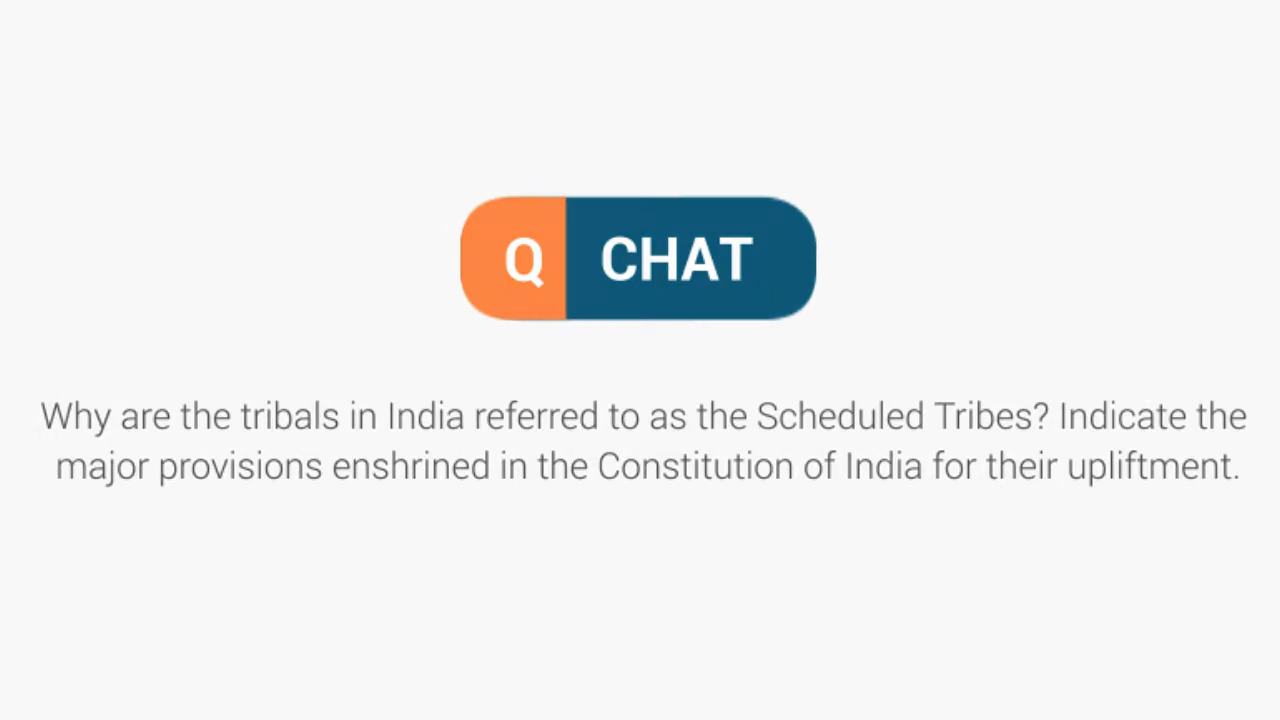 Q CHAT
Why are the tribals in India referred to as the Scheduled Tribes? Indicate the
major provisions enshrined in the Constitution of India for their upliftment.